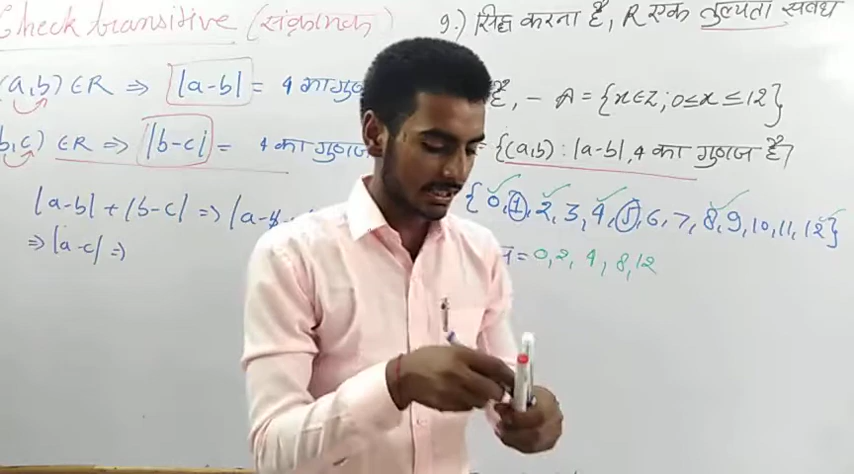 Check transitive (संक्रामक)
(a,b) ∈R ⇒ |a-b| = 4 का गुण
b,c) ∈R ⇒ |b-c| = 4 का गुणज
|a-b| + |b-c| ⇒ |a-b
⇒ |a-c| ⇒
9.) सिद्ध करना है, R एक तुल्यता संबंध
है, - A = {x∈Z, 0≤x≤12}
= {(a,b) : |a-b|, 4 का गुणज है}
{0, 1, 2, 3, 4, 5, 6, 7, 8, 9, 10, 11, 12}
= 0, 2, 4, 8, 12